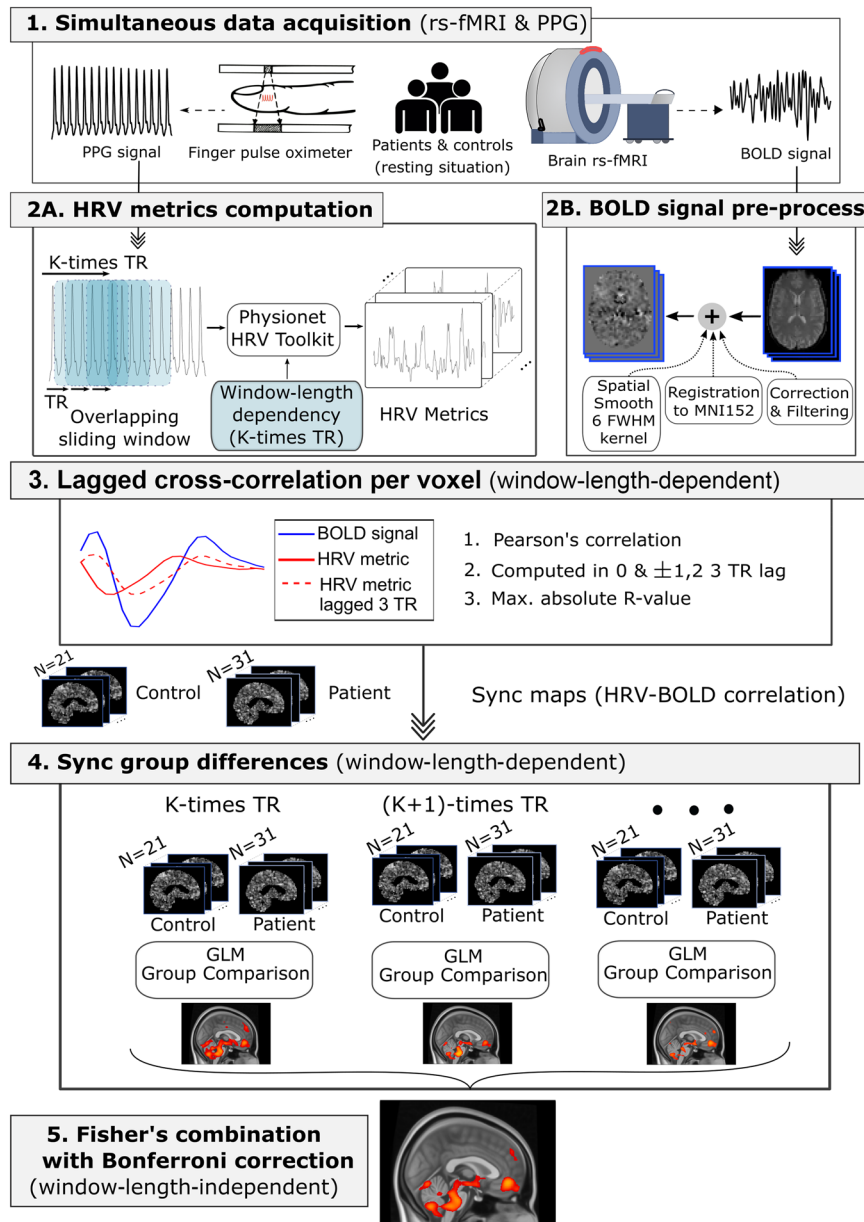 1. Simultaneous data acquisition (rs-fMRI & PPG)
PPG signal
Finger pulse oximeter
Patients & controls
(resting situation)
Brain rs-fMRI
BOLD signal
2A. HRV metrics computation
K-times TR
TR
Overlapping
sliding window
Physionet
HRV Toolkit
Window-length
dependency
(K-times TR)
HRV Metrics
2B. BOLD signal pre-process
+
Spatial
Smooth
6 FWHM
kernel
Registration
to MNI152
Correction
& Filtering
3. Lagged cross-correlation per voxel (window-length-dependent)
BOLD signal
HRV metric
HRV metric
lagged 3 TR
1. Pearson's correlation
2. Computed in 0 & ±1,2 3 TR lag
3. Max. absolute R-value
N=21
Control
N=31
Patient
Sync maps (HRV-BOLD correlation)
4. Sync group differences (window-length-dependent)
K-times TR
(K+1)-times TR
• • •
N=21
N=31
N=21
N=31
N=21
N=31
Control
Patient
Control
Patient
Control
Patient
GLM
Group Comparison
GLM
Group Comparison
GLM
Group Comparison
5. Fisher's combination
with Bonferroni correction
(window-length-independent)